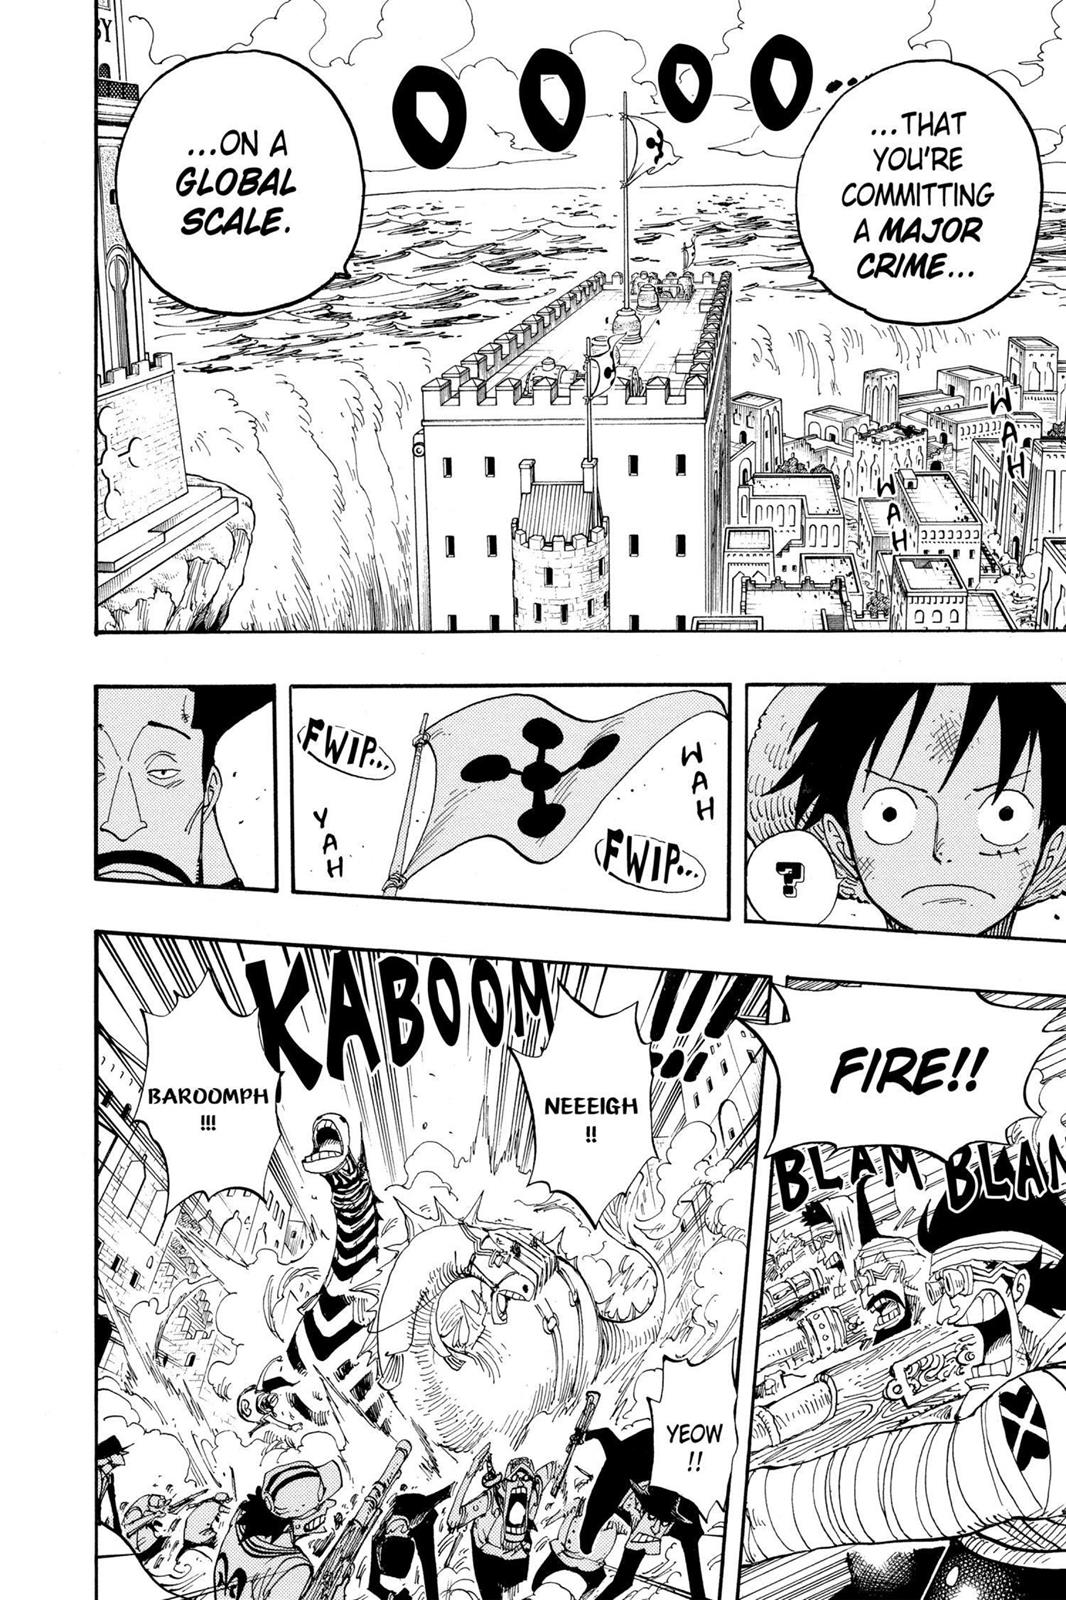 ...THAT
YOU'RE
COMMITTING
A MAJOR
CRIME...
...ON A
GLOBAL
SCALE.
OOOO...
BY
WAH
WAH
?
FWIP...
WAH
YAH
FWIP...
FIRE!!
BLAM
BLAM
KABOOM!!!
NEEEIGH
!!
BAROOMPH
!!!
YEOW
!!